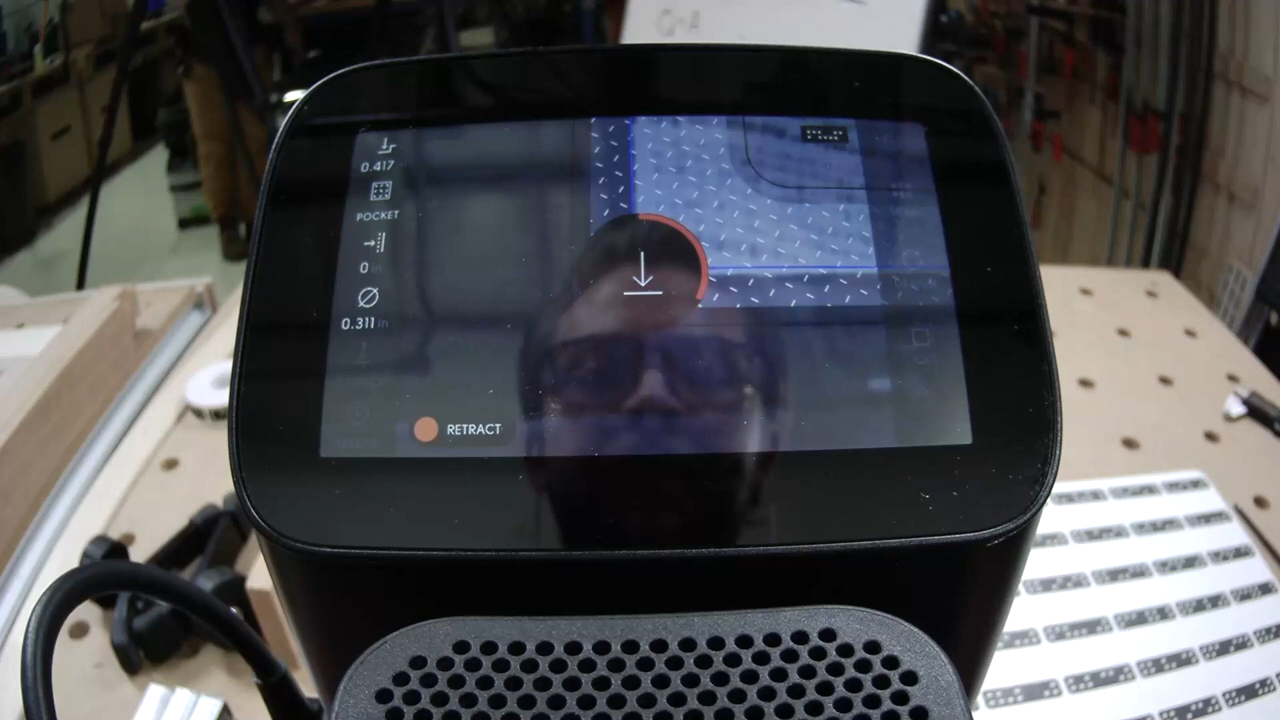 Q+A
0.417
POCKET
0 in
0.311 in
RETRACT